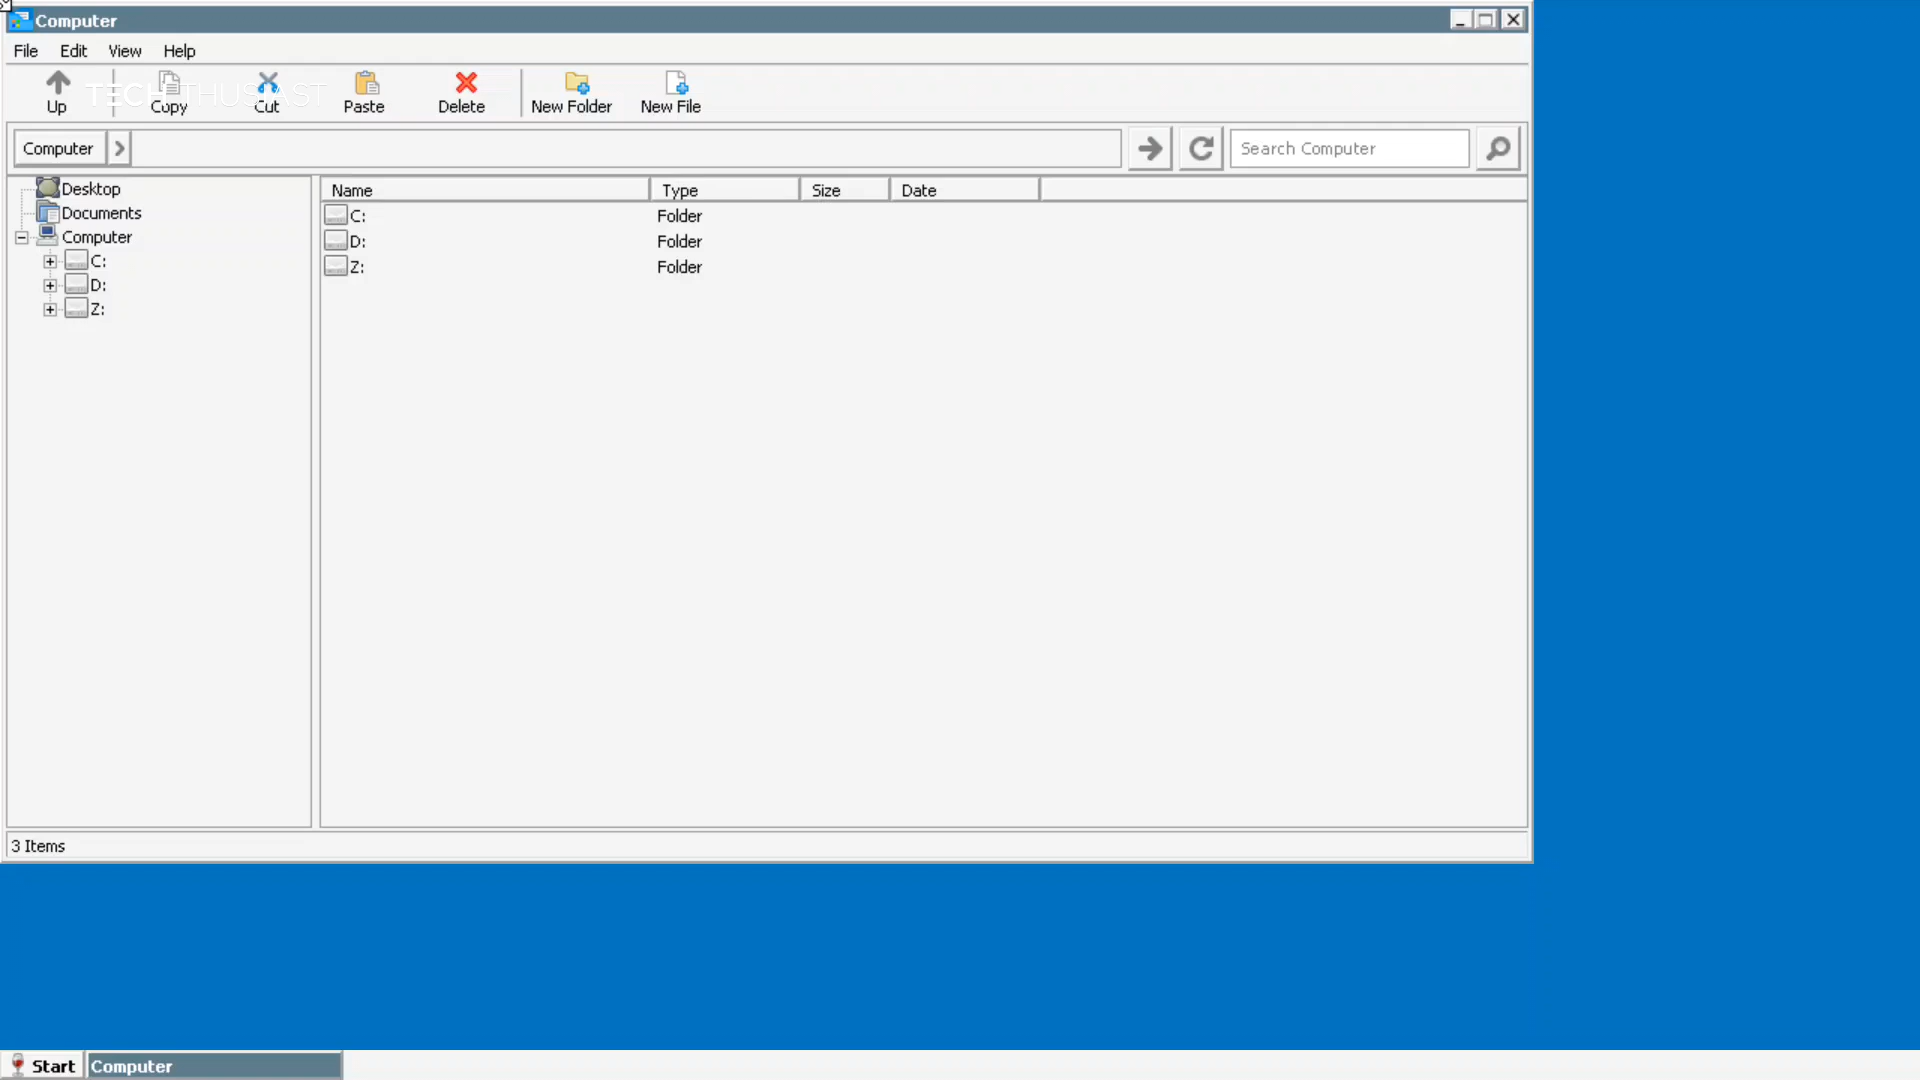 Computer
File Edit View Help
Up Copy Cut Paste Delete New Folder New File
TECHTHUSIAST
Computer Search Computer
Desktop
Documents
Computer
C:
D:
Z:
Name Type Size Date
C: Folder
D: Folder
Z: Folder
3 Items
Start Computer